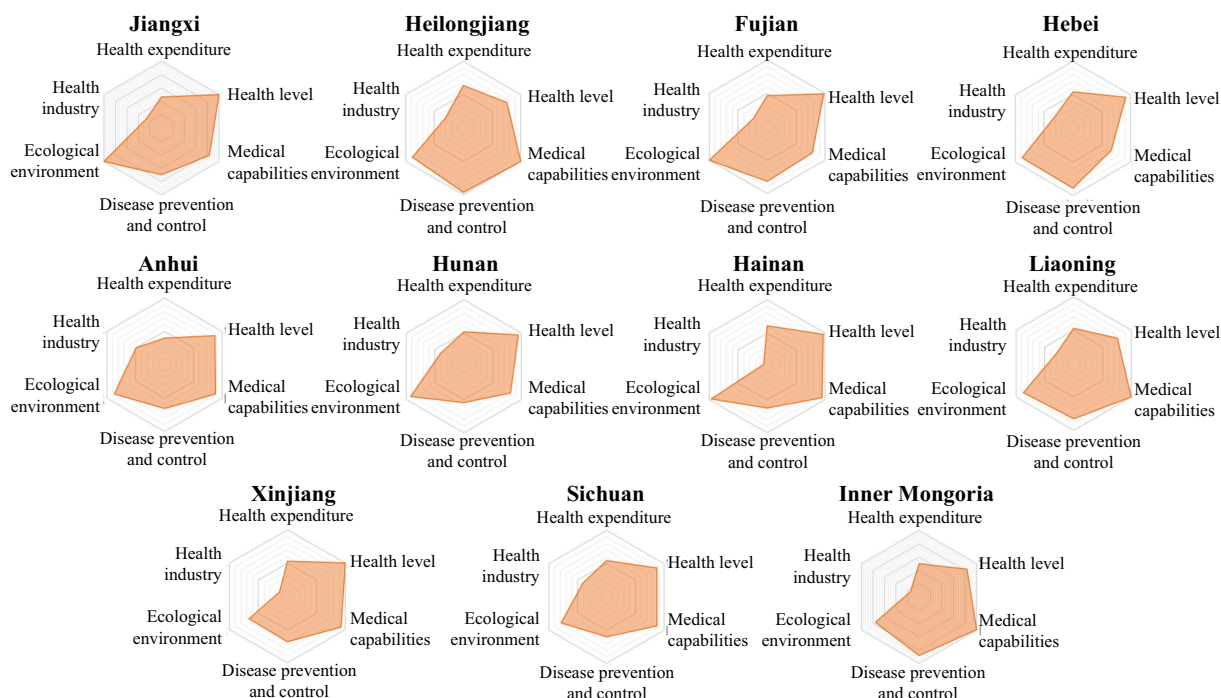 Jiangxi
Health expenditure
Health
industry
Health level
Ecological
environment
Medical
capabilities
Disease prevention
and control
Heilongjiang
Health expenditure
Health
industry
Health level
Ecological
environment
Medical
capabilities
Disease prevention
and control
Fujian
Health expenditure
Health
industry
Health level
Ecological
environment
Medical
capabilities
Disease prevention
and control
Hebei
Health expenditure
Health
industry
Health level
Ecological
environment
Medical
capabilities
Disease prevention
and control
Anhui
Health expenditure
Health
industry
Health level
Ecological
environment
Medical
capabilities
Disease prevention
and control
Hunan
Health expenditure
Health
industry
Health level
Ecological
environment
Medical
capabilities
Disease prevention
and control
Hainan
Health expenditure
Health
industry
Health level
Ecological
environment
Medical
capabilities
Disease prevention
and control
Liaoning
Health expenditure
Health
industry
Health level
Ecological
environment
Medical
capabilities
Disease prevention
and control
Xinjiang
Health expenditure
Health
industry
Health level
Ecological
environment
Medical
capabilities
Disease prevention
and control
Sichuan
Health expenditure
Health
industry
Health level
Ecological
environment
Medical
capabilities
Disease prevention
and control
Inner Mongoria
Health expenditure
Health
industry
Health level
Ecological
environment
Medical
capabilities
Disease prevention
and control